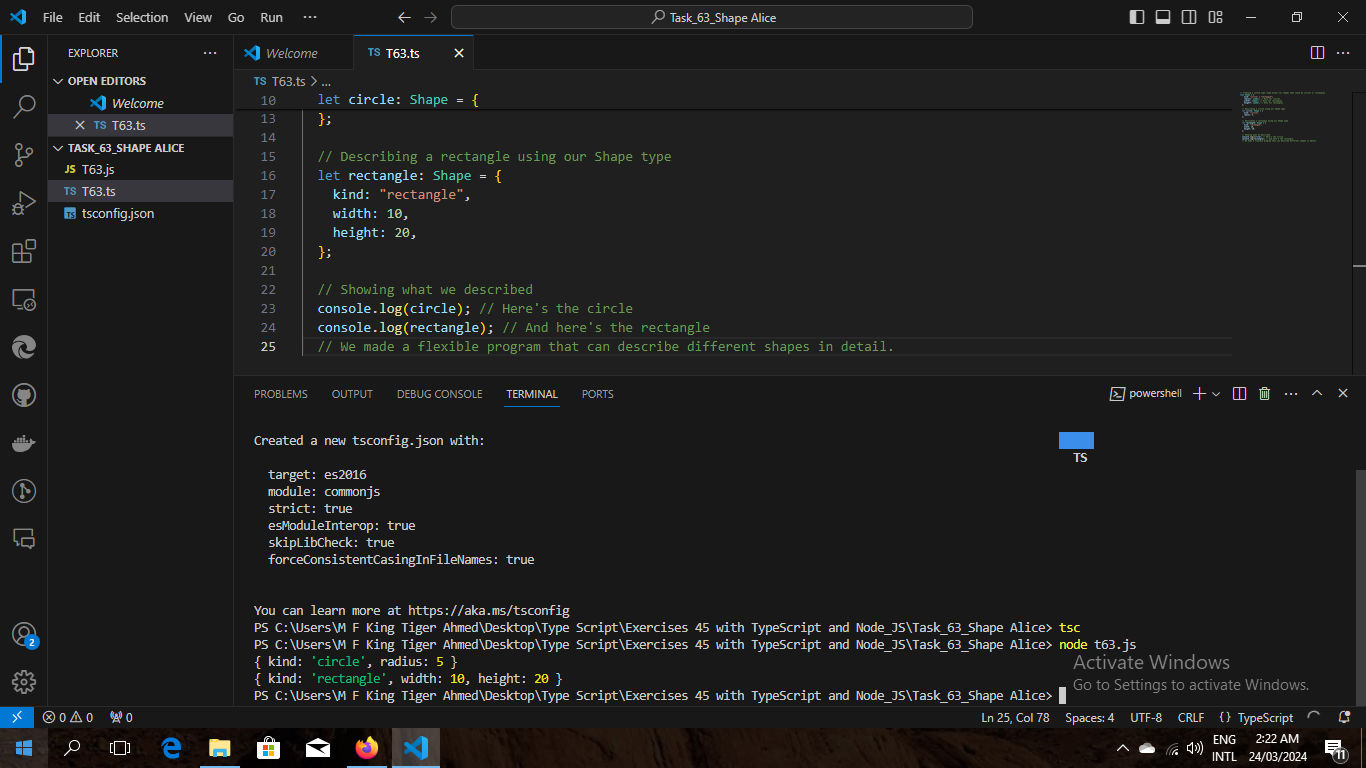 File Edit Selection View Go Run ··· Task_63_Shape Alice
EXPLORER ···
OPEN EDITORS
Welcome
TS T63.ts
TASK_63_SHAPE ALICE
JS T63.js
TS T63.ts
TS tsconfig.json
Welcome TS T63.ts
TS T63.ts > ...
10 let circle: Shape = {
13 };
14
15 // Describing a rectangle using our Shape type
16 let rectangle: Shape = {
17 kind: "rectangle",
18 width: 10,
19 height: 20,
20 };
21
22 // Showing what we described
23 console.log(circle); // Here's the circle
24 console.log(rectangle); // And here's the rectangle
25 // We made a flexible program that can describe different shapes in detail.
PROBLEMS OUTPUT DEBUG CONSOLE TERMINAL PORTS powershell
Created a new tsconfig.json with:
TS
target: es2016
module: commonjs
strict: true
esModuleInterop: true
skipLibCheck: true
forceConsistentCasingInFileNames: true
You can learn more at https://aka.ms/tsconfig
PS C:\Users\M F King Tiger Ahmed\Desktop\Type Script\Exercises 45 with TypeScript and Node_JS\Task_63_Shape Alice> tsc
PS C:\Users\M F King Tiger Ahmed\Desktop\Type Script\Exercises 45 with TypeScript and Node_JS\Task_63_Shape Alice> node t63.js
{ kind: 'circle', radius: 5 }
{ kind: 'rectangle', width: 10, height: 20 }
PS C:\Users\M F King Tiger Ahmed\Desktop\Type Script\Exercises 45 with TypeScript and Node_JS\Task_63_Shape Alice>
Activate Windows
Go to Settings to activate Windows.
2
0 0 0 Ln 25, Col 78 Spaces: 4 UTF-8 CRLF {} TypeScript
ENG 2:22 AM
INTL 24/03/2024 11